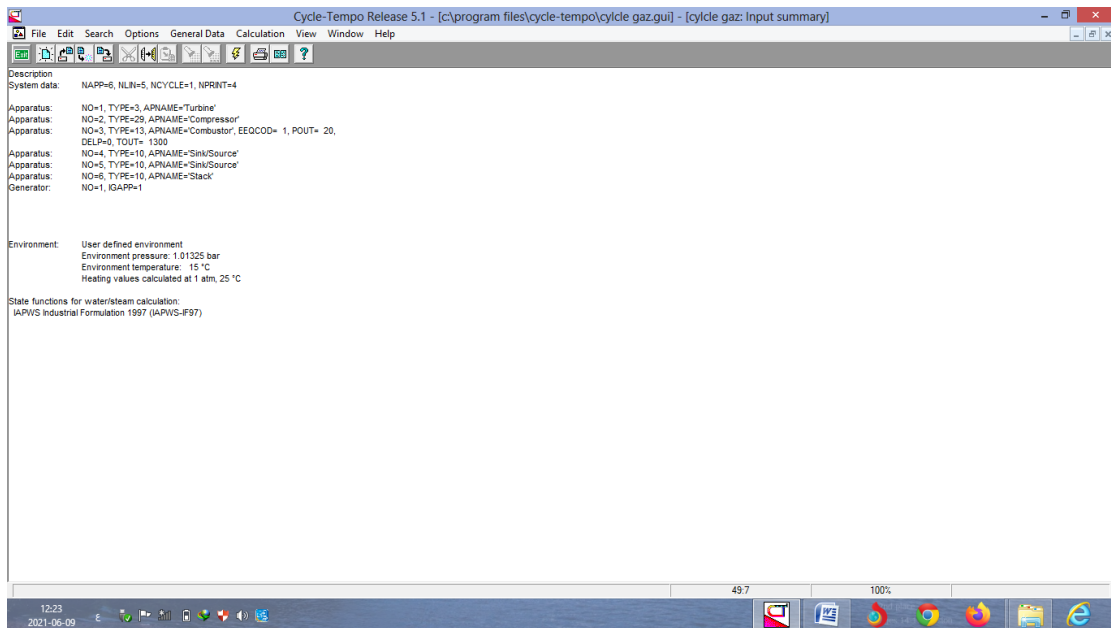 Cycle-Tempo Release 5.1 - [c:\program files\cycle-tempo\cylcle gaz.gui] - [cylcle gaz: Input summary]
File Edit Search Options General Data Calculation View Window Help
Exit
Description
System data: NAPP=6, NLIN=5, NCYCLE=1, NPRINT=4
Apparatus: NO=1, TYPE=3, APNAME='Turbine'
Apparatus: NO=2, TYPE=29, APNAME='Compressor'
Apparatus: NO=3, TYPE=13, APNAME='Combustor', EEQCOD= 1, POUT= 20,
DELP=0, TOUT= 1300
Apparatus: NO=4, TYPE=10, APNAME='Sink/Source'
Apparatus: NO=5, TYPE=10, APNAME='Sink/Source'
Apparatus: NO=6, TYPE=10, APNAME='Stack'
Generator: NO=1, IGAPP=1
Environment: User defined environment
Environment pressure: 1.01325 bar
Environment temperature: 15 °C
Heating values calculated at 1 atm, 25 °C
State functions for water/steam calculation:
IAPWS Industrial Formulation 1997 (IAPWS-IF97)
49:7 100%
12:23
2021-06-09
ع